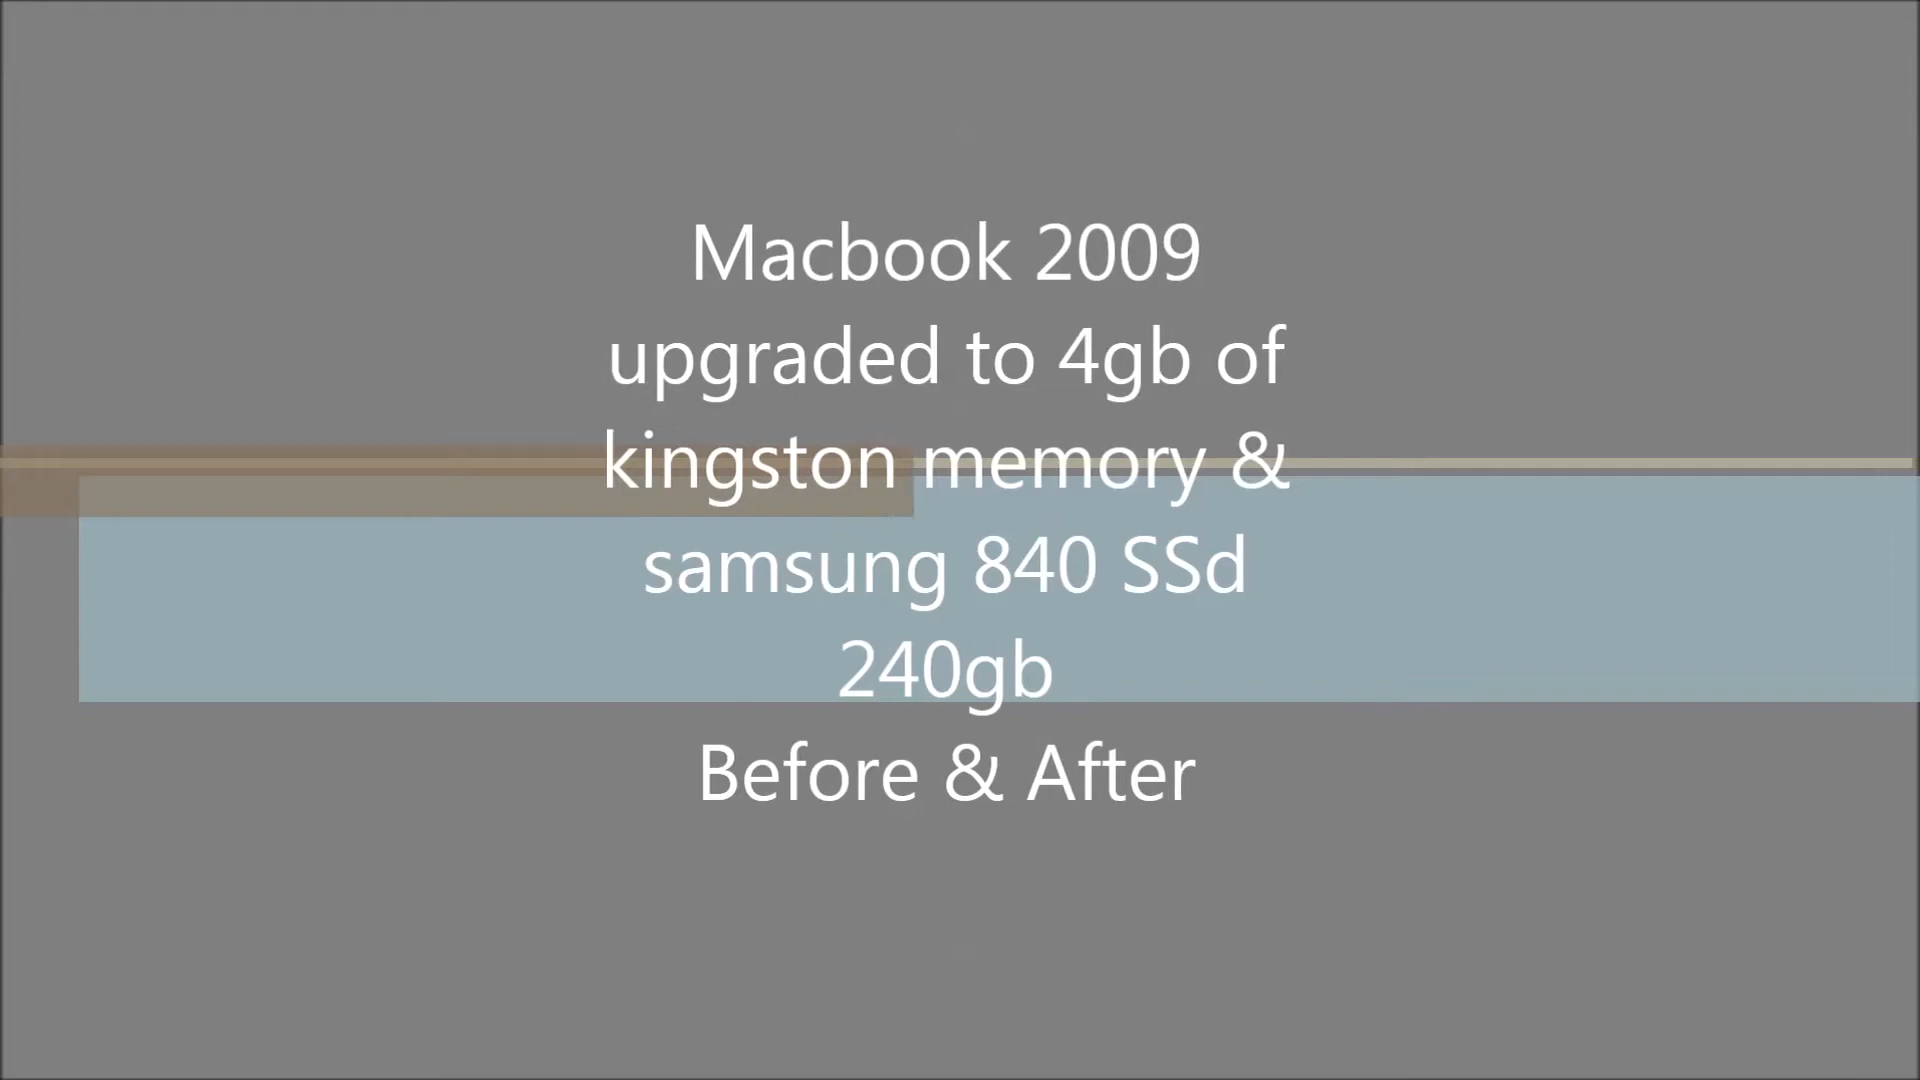 Macbook 2009
upgraded to 4gb of
kingston memory &
samsung 840 SSd
240gb
Before & After